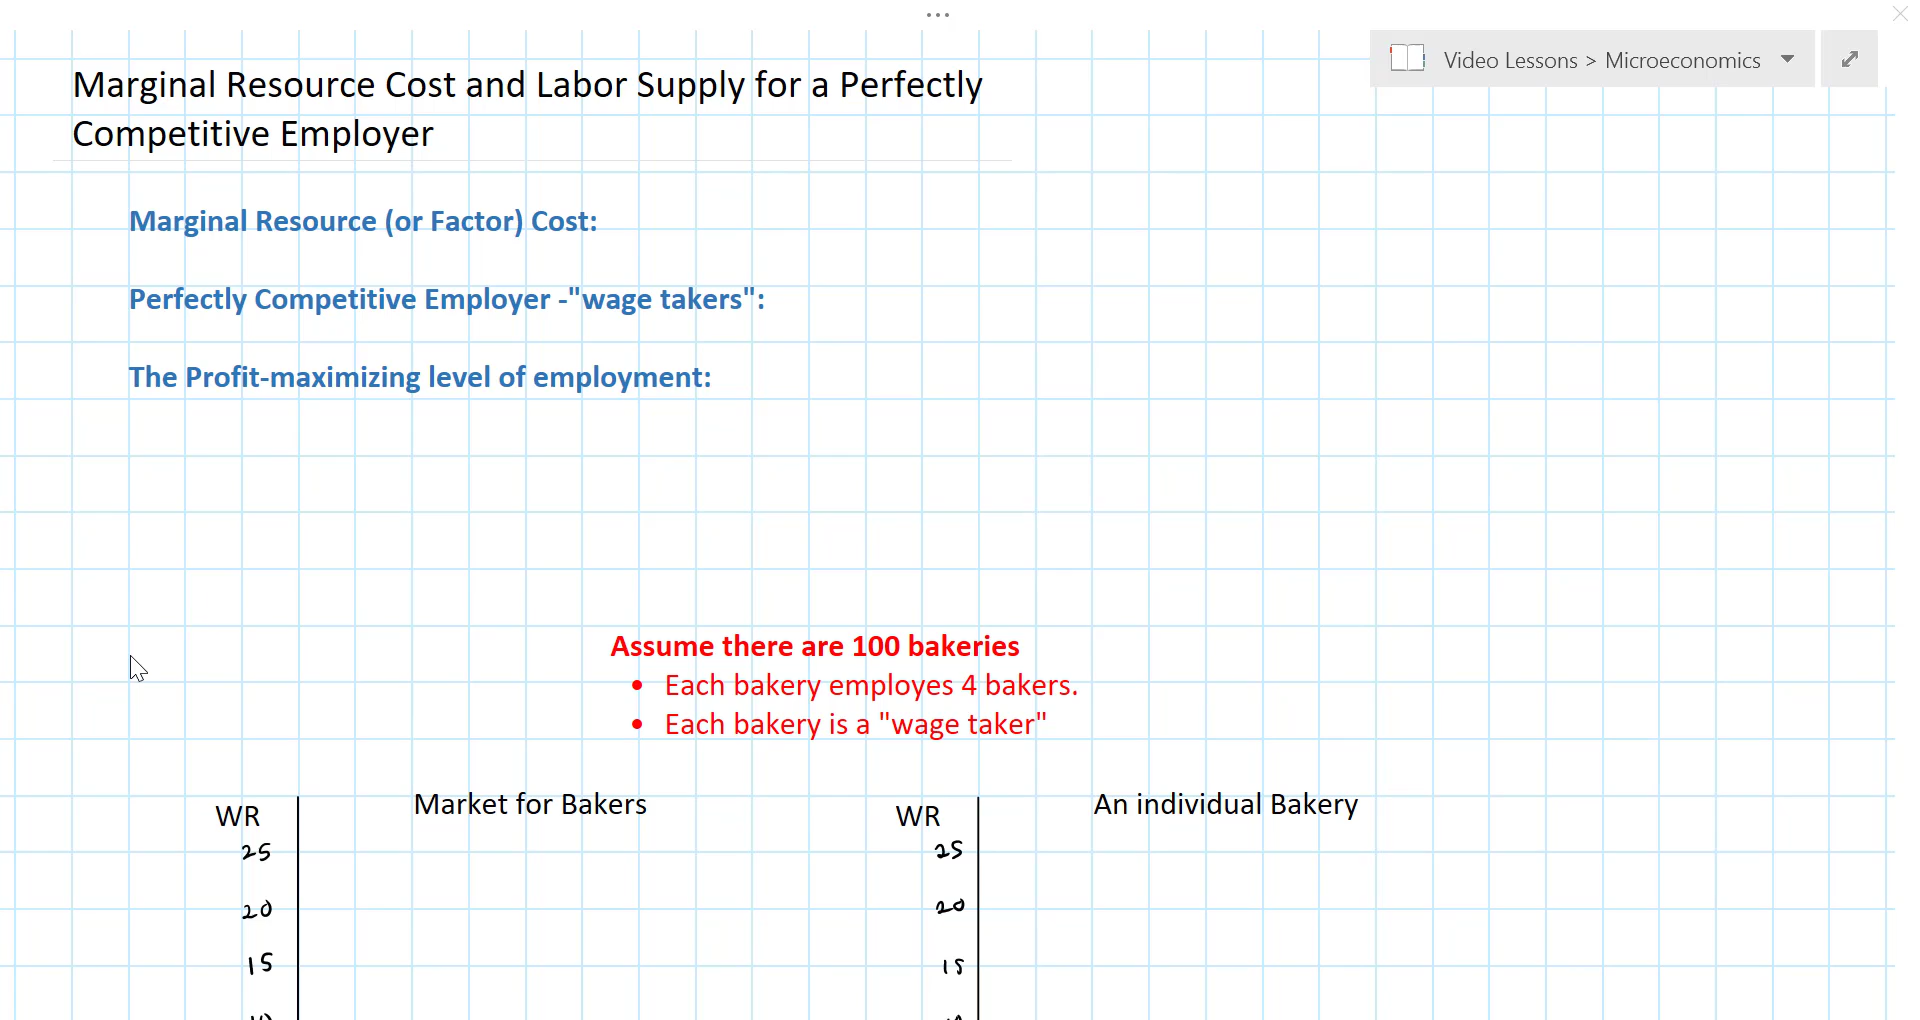 Video Lessons > Microeconomics
Marginal Resource Cost and Labor Supply for a Perfectly
Competitive Employer
Marginal Resource (or Factor) Cost:
Perfectly Competitive Employer -"wage takers":
The Profit-maximizing level of employment:
Assume there are 100 bakeries
• Each bakery employes 4 bakers.
• Each bakery is a "wage taker"
Market for Bakers
WR
25
20
15
An individual Bakery
WR
25
20
15